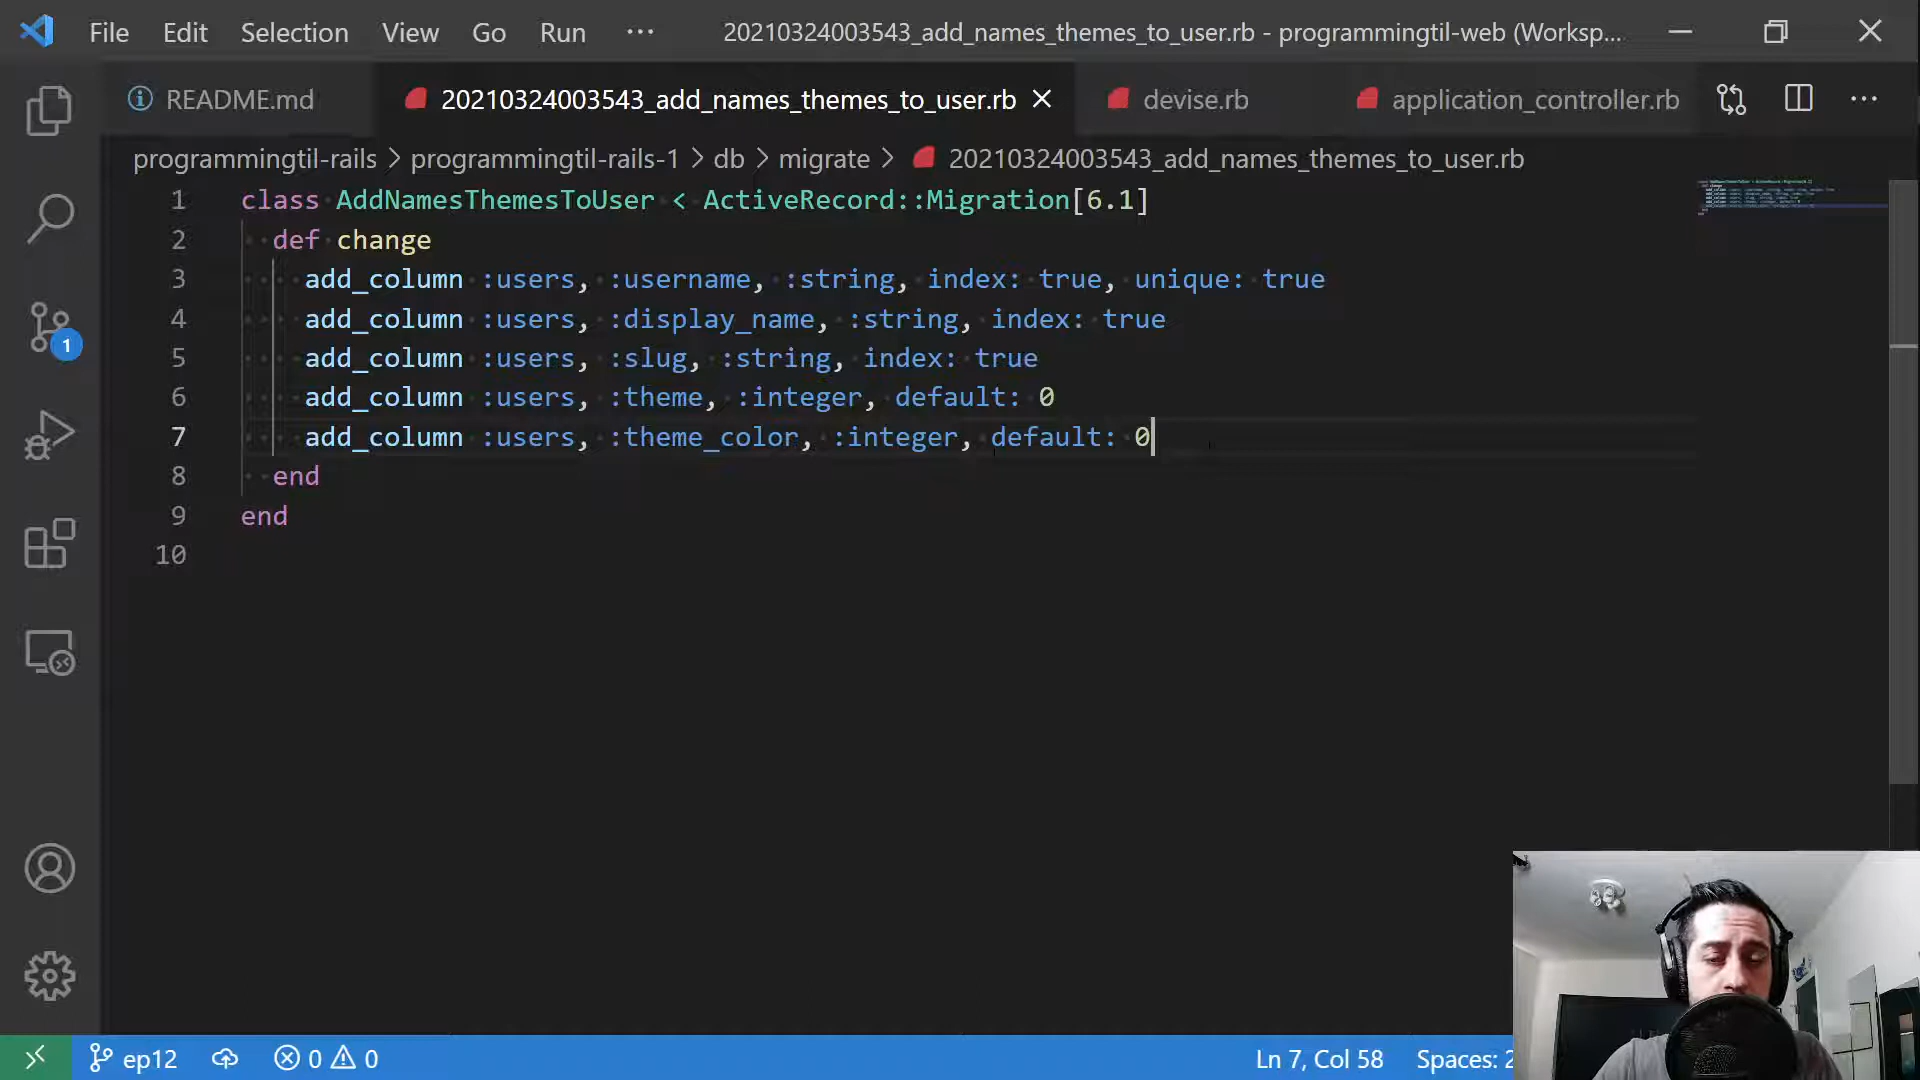 File Edit Selection View Go Run ··· 20210324003543_add_names_themes_to_user.rb - programmingtil-web (Worksp...
README.md 20210324003543_add_names_themes_to_user.rb devise.rb application_controller.rb
programmingtil-rails > programmingtil-rails-1 > db > migrate > 20210324003543_add_names_themes_to_user.rb
1 class AddNamesThemesToUser < ActiveRecord::Migration[6.1]
2 def change
3 add_column :users, :username, :string, index: true, unique: true
4 add_column :users, :display_name, :string, index: true
5 add_column :users, :slug, :string, index: true
6 add_column :users, :theme, :integer, default: 0
7 add_column :users, :theme_color, :integer, default: 0
8 end
9 end
10
1
ep12 0 0 Ln 7, Col 58 Spaces: 2